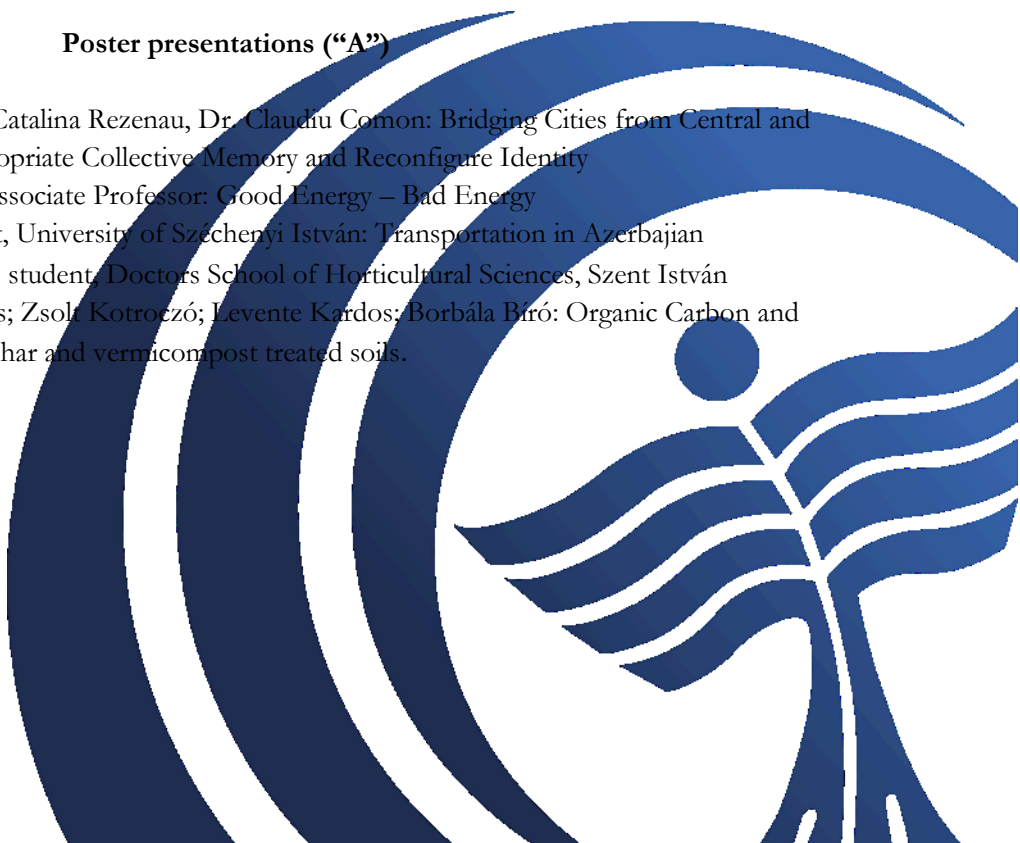 Poster presentations (“A”)
Catalina Rezenau, Dr. Claudiu Comon: Bridging Cities from Central and
opriate Collective Memory and Reconfigure Identity
ssociate Professor: Good Energy – Bad Energy
t, University of Széchenyi István: Transportation in Azerbajian
student, Doctors School of Horticultural Sciences, Szent István
s; Zsolt Kotroczó; Levente Kardos; Borbála Bíró: Organic Carbon and
har and vermicompost treated soils.